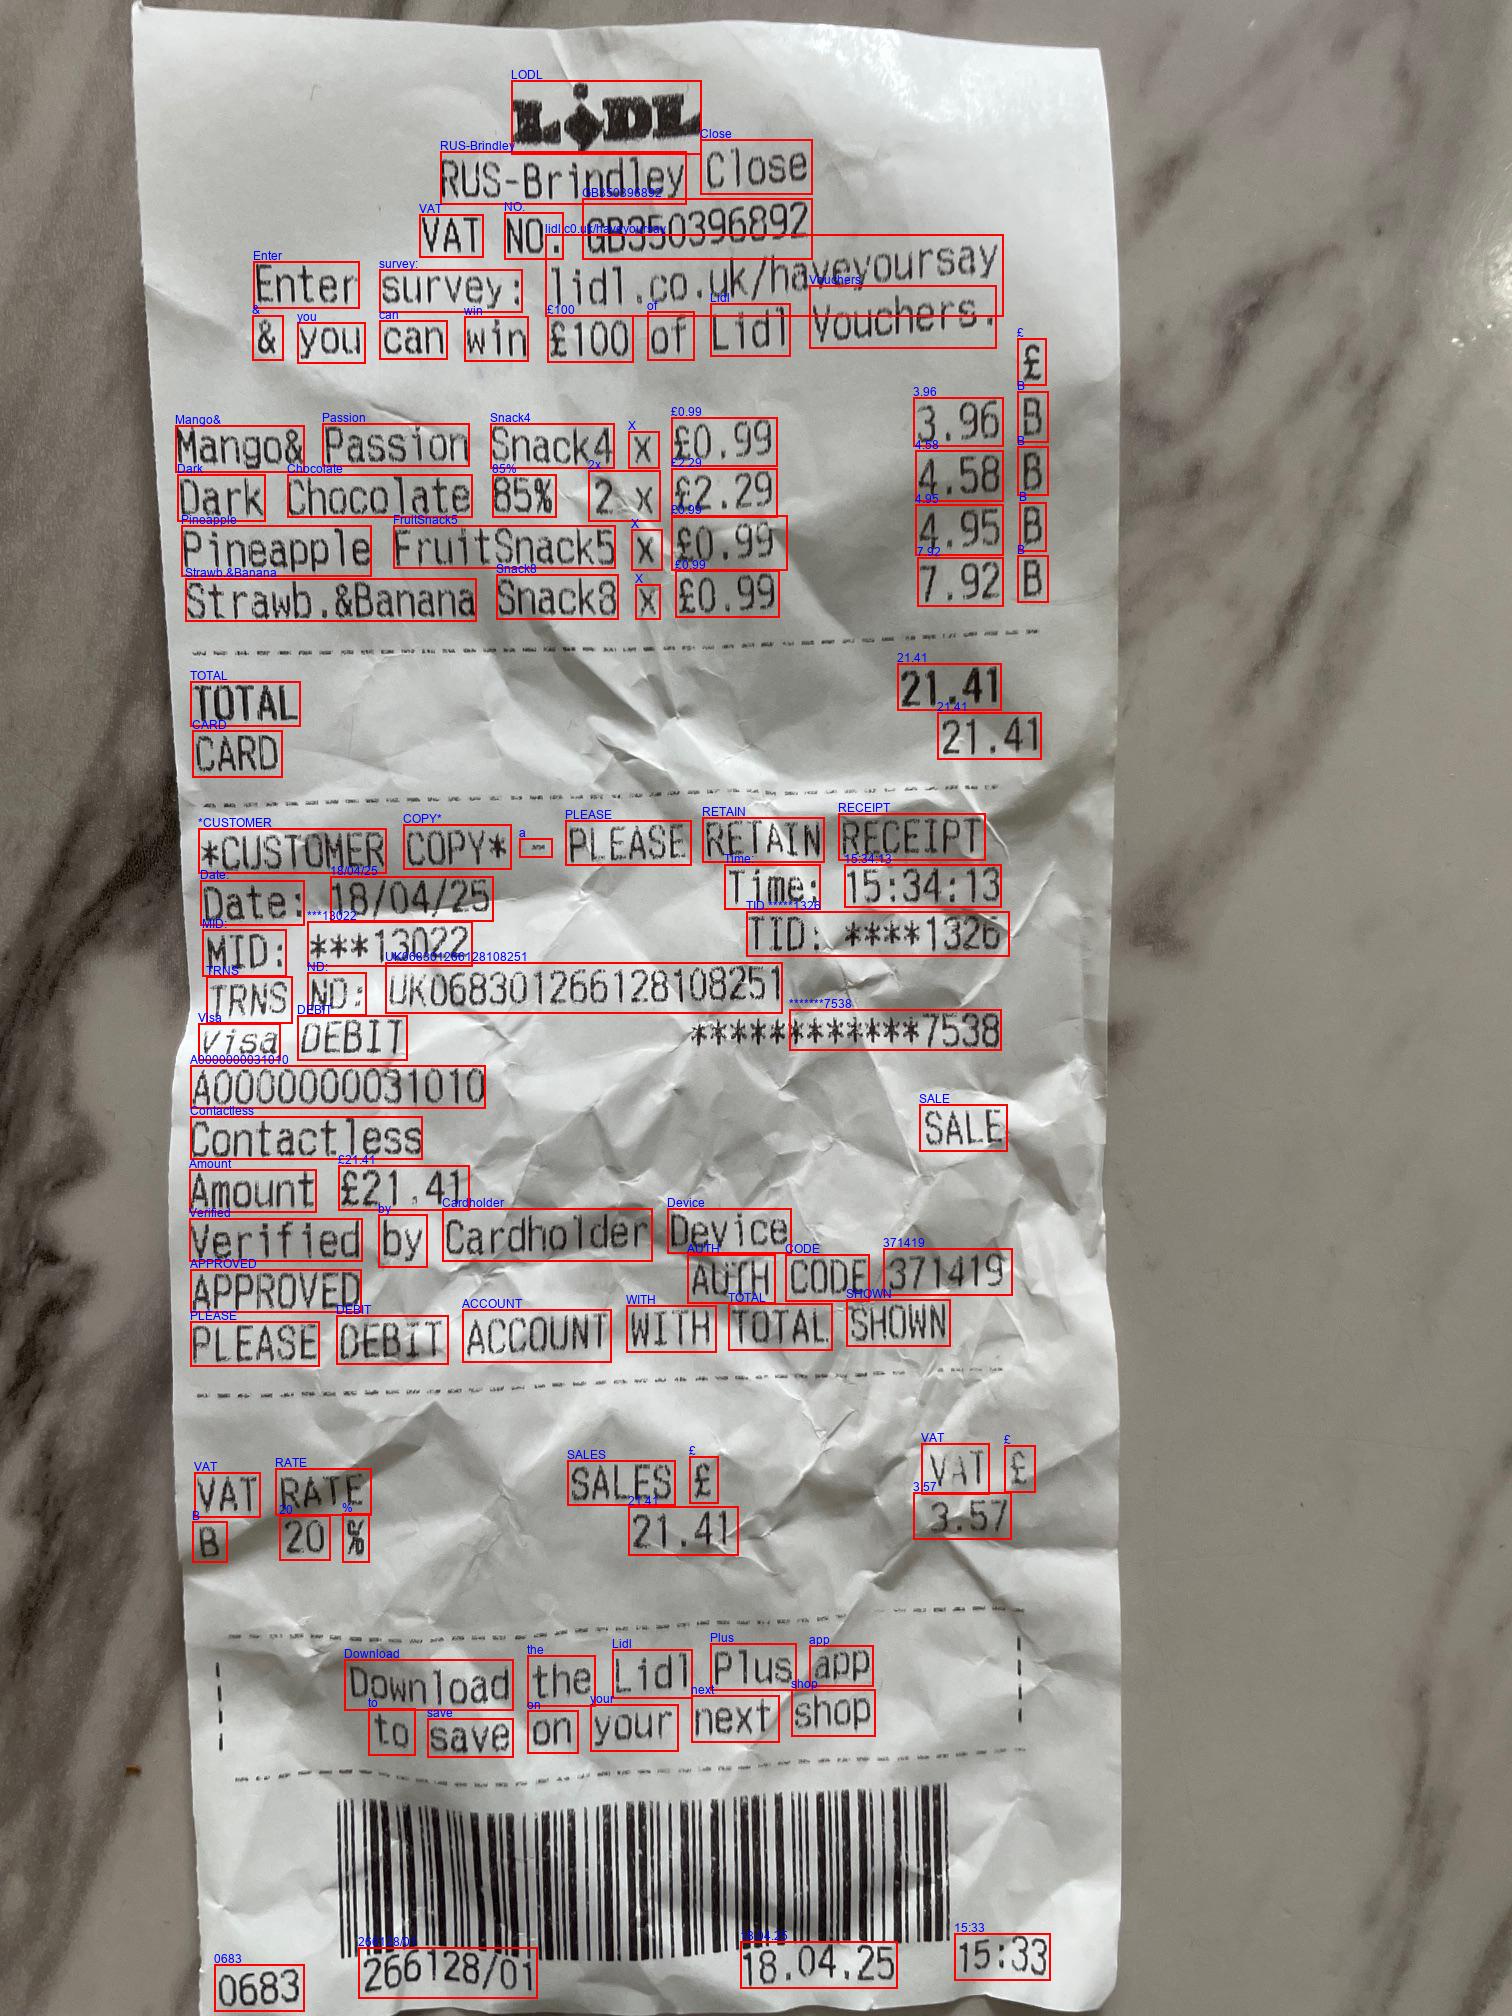 LiDL
RUS-Brindley Close
VAT NO. GB350396892
Enter survey: lidl.co.uk/haveyoursay
& you can win £100 of Lidl Vouchers.
£
Mango& Passion Snack4 x £0.99 3.96 B
Dark Chocolate 85% 2 x £2.29 4.58 B
Pineapple FruitSnack5 x £0.99 4.95 B
Strawb.&Banana Snack8 x £0.99 7.92 B
TOTAL 21.41
CARD 21.41
*CUSTOMER COPY* - PLEASE RETAIN RECEIPT
Date: 18/04/25 Time: 15:34:13
MID: ***13022 TID: ****1326
TRNS NO: UK068301266128108251
Visa DEBIT ************7538
A0000000031010
Contactless SALE
Amount £21.41
Verified by Cardholder Device
APPROVED AUTH CODE 371419
PLEASE DEBIT ACCOUNT WITH TOTAL SHOWN
VAT RATE SALES £ VAT £
B 20 % 21.41 3.57
Download the Lidl Plus app
to save on your next shop
0683 266128/01 18.04.25 15:33